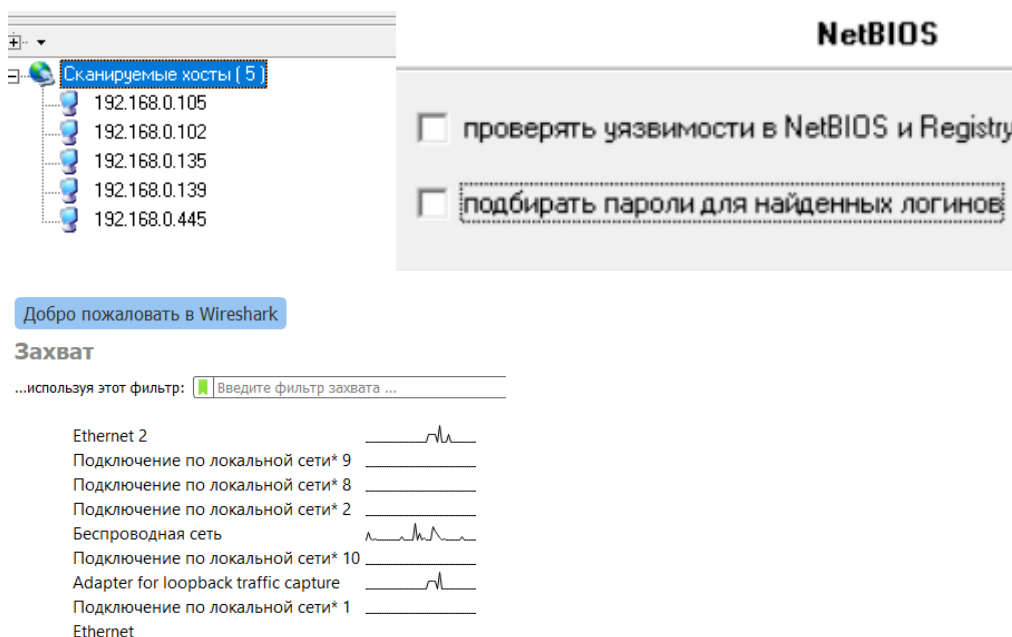 Сканируемые хосты ( 5 )
192.168.0.105
192.168.0.102
192.168.0.135
192.168.0.139
192.168.0.445
NetBIOS
проверять уязвимости в NetBIOS и Registry
подбирать пароли для найденных логинов
Добро пожаловать в Wireshark
Захват
...используя этот фильтр: Введите фильтр захвата ...
Ethernet 2
Подключение по локальной сети* 9
Подключение по локальной сети* 8
Подключение по локальной сети* 2
Беспроводная сеть
Подключение по локальной сети* 10
Adapter for loopback traffic capture
Подключение по локальной сети* 1
Ethernet